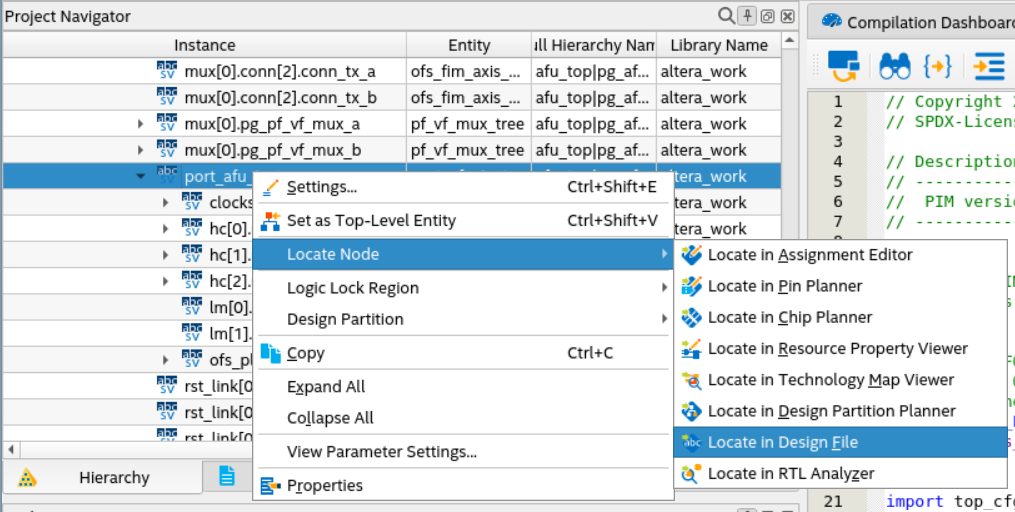 Project Navigator
Instance Entity ull Hierarchy Nam Library Name
mux[0].conn[2].conn_tx_a ofs_fim_axis_... afu_top|pg_af... altera_work
mux[0].conn[2].conn_tx_b ofs_fim_axis_... afu_top|pg_af... altera_work
mux[0].pg_pf_vf_mux_a pf_vf_mux_tree afu_top|pg_af... altera_work
mux[0].pg_pf_vf_mux_b pf_vf_mux_tree afu_top|pg_af... altera_work
port_afu_ tera_work
clocks tera_work
hc[0]. tera_work
hc[1].
hc[2].
lm[0].
lm[1].
ofs_pl
rst_link[0
rst_link[0
rst_link[0
Hierarchy
Settings... Ctrl+Shift+E
Set as Top-Level Entity Ctrl+Shift+V
Locate Node
Logic Lock Region
Design Partition
Copy Ctrl+C
Expand All
Collapse All
View Parameter Settings...
Properties
Locate in Assignment Editor
Locate in Pin Planner
Locate in Chip Planner
Locate in Resource Property Viewer
Locate in Technology Map Viewer
Locate in Design Partition Planner
Locate in Design File
Locate in RTL Analyzer
Compilation Dashboard
1 // Copyright 2
2 // SPDX-Licens
3
4 // Description
5 // ----------
6 // PIM versio
7 // ----------
21 import top_cfg